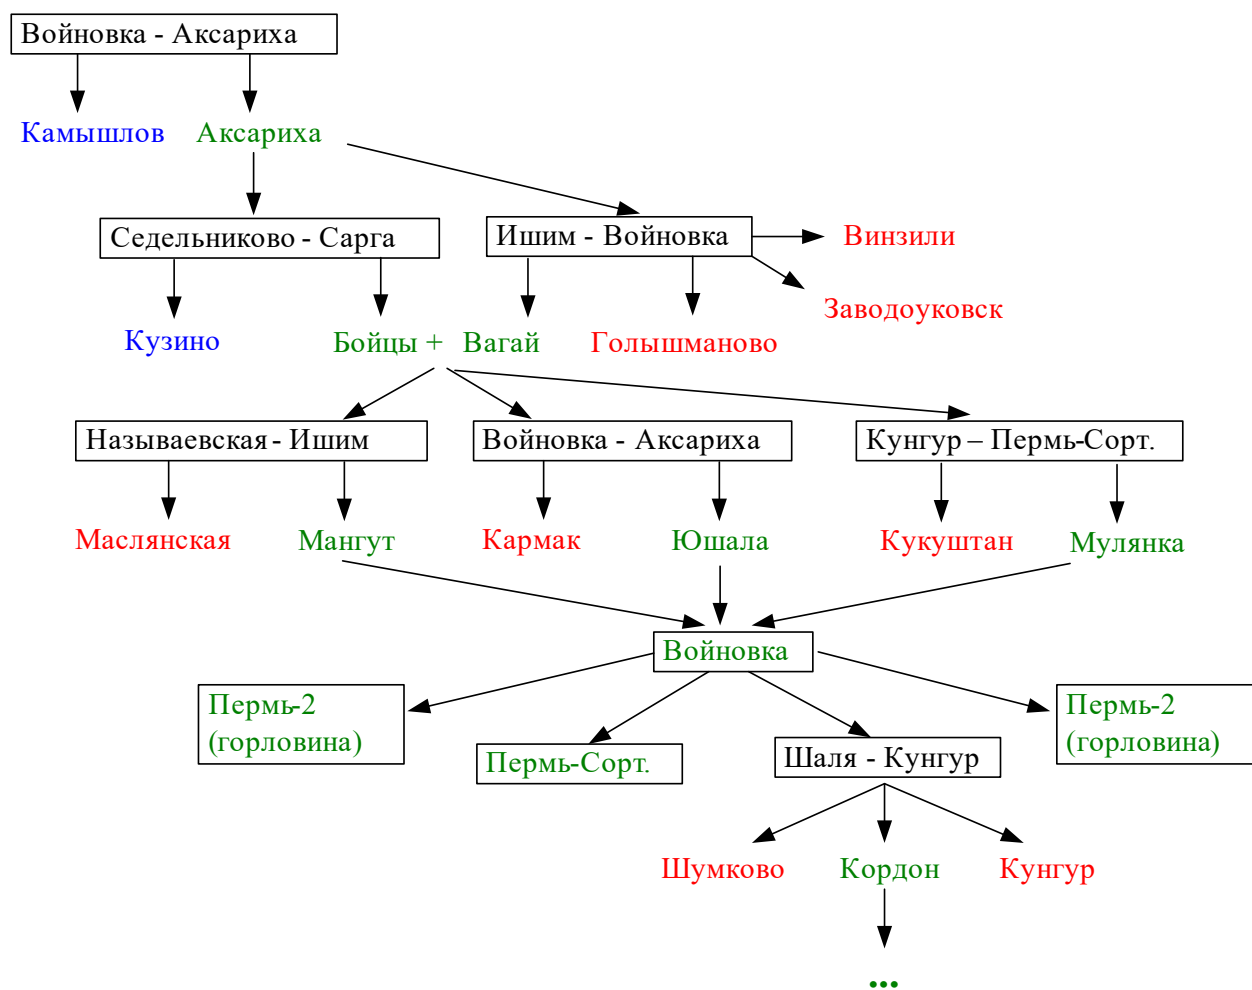 Войновка - Аксариха
Камышлов
Аксариха
Седельниково - Сарга
Ишим - Войновка
Винзили
Заводоуковск
Кузино
Бойцы +
Вагай
Голышманово
Называевская - Ишим
Войновка - Аксариха
Кунгур – Пермь-Сорт.
Маслянская
Мангут
Кармак
Юшала
Кукуштан
Мулянка
Войновка
Пермь-2
(горловина)
Пермь-Сорт.
Шаля - Кунгур
Пермь-2
(горловина)
Шумково
Кордон
Кунгур
...